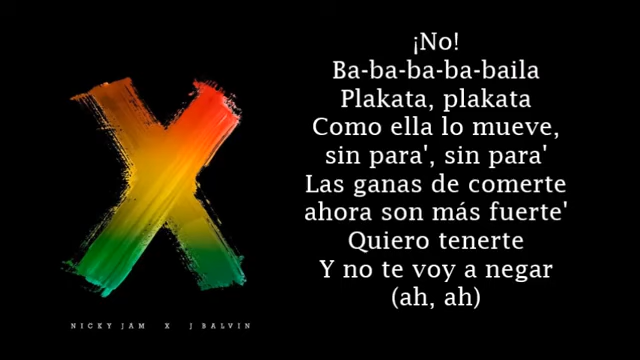 ¡No!
Ba-ba-ba-ba-baila
Plakata, plakata
Como ella lo mueve,
sin para', sin para'
Las ganas de comerte
ahora son más fuerte'
Quiero tenerte
Y no te voy a negar
(ah, ah)
NICKY JAM X J BALVIN